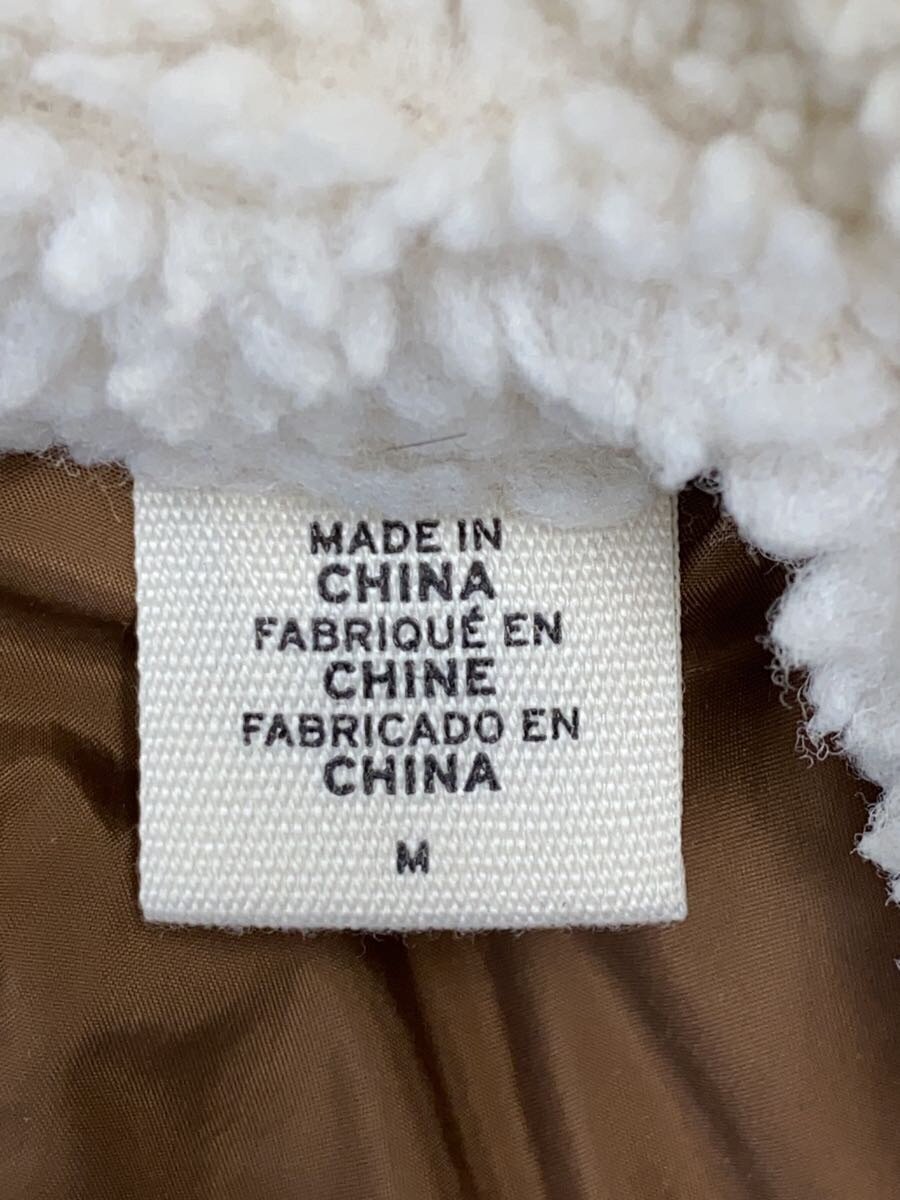 MADE IN
CHINA
FABRIQUÉ EN
CHINE
FABRICADO EN
CHINA
M